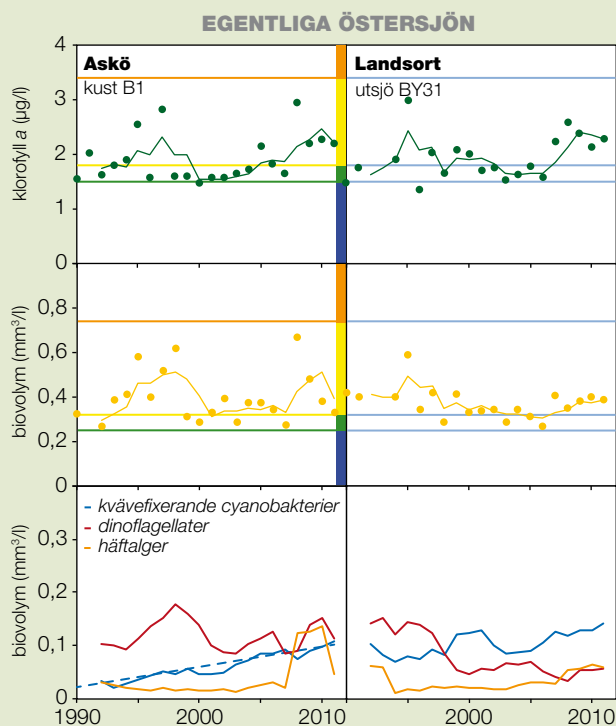 EGENTLIGA ÖSTERSJÖN
Askö
kust B1
Landsort
utsjö BY31
klorofyll a (µg/l)
4
3
2
1
0
biovolym (mm³/l)
0,8
0,6
0,4
0,2
0
biovolym (mm³/l)
0,3
0,2
0,1
0
kvävefixerande cyanobakterier
dinoflagellater
häftalger
1990 2000 2010 2000 2010